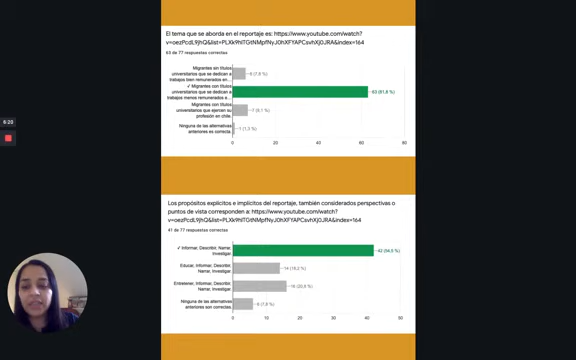 El tema que se aborda en el reportaje es: https://www.youtube.com/watch?
v=oezPcdL9jhQ&list=PLXk9hlTGtNMpfNyJ0hXFYAPCsvhXj0JRA&index=164
63 de 77 respuestas correctas
Migrantes sin títulos
universitarios que se dedican a
trabajos bien remunerados en…
6 (7,8 %)
✓ Migrantes con títulos
universitarios que se dedican a
trabajos menos remunerados e…
63 (81,8 %)
Migrantes con títulos
universitarios que ejercen su
profesión en chile.
7 (9,1 %)
Ninguna de las alternativas
anteriores es correcta.
1 (1,3 %)
0 20 40 60 80
6:20
Los propósitos explícitos e implícitos del reportaje, también considerados perspectivas o
puntos de vista corresponden a: https://www.youtube.com/watch?
v=oezPcdL9jhQ&list=PLXk9hlTGtNMpfNyJ0hXFYAPCsvhXj0JRA&index=164
41 de 77 respuestas correctas
✓ Informar, Describir, Narrar,
Investigar.
42 (54,5 %)
Educar, Informar, Describir,
Narrar, Investigar.
14 (18,2 %)
Entretener, Informar, Describir,
Narrar, Investigar.
16 (20,8 %)
Ninguna de las alternativas
anteriores son correctas.
6 (7,8 %)
0 10 20 30 40 50